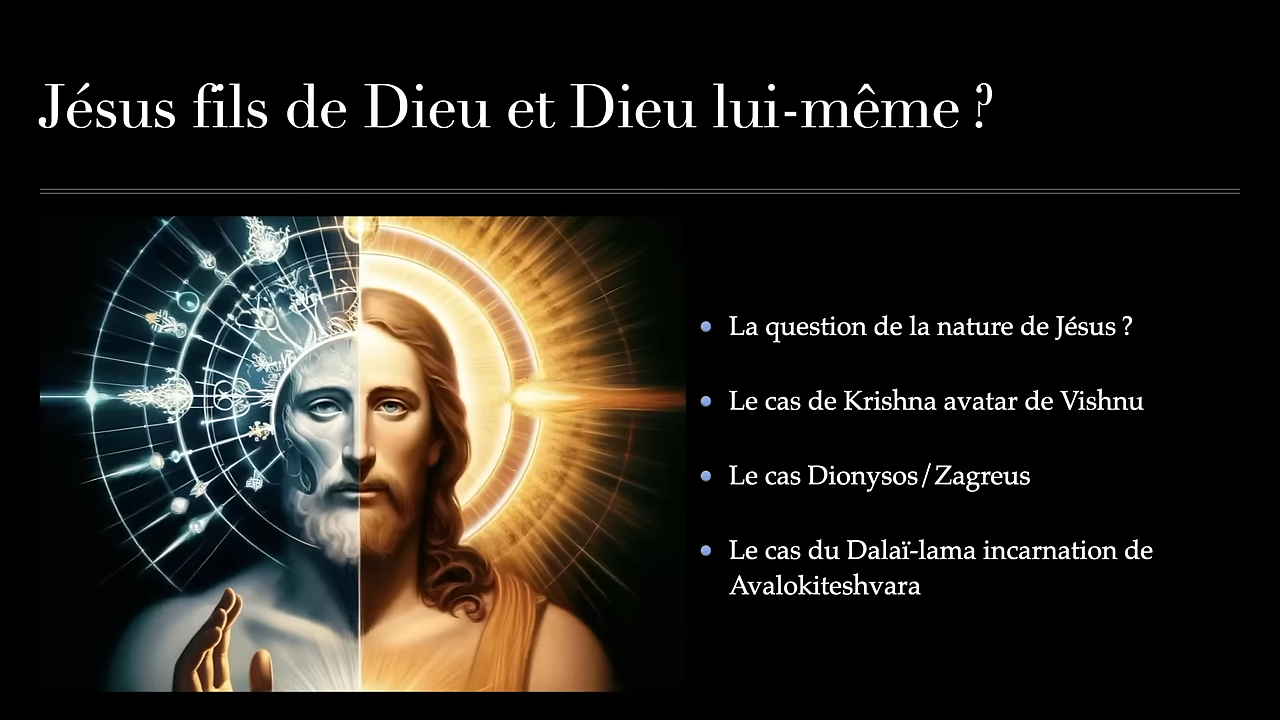 Jésus fils de Dieu et Dieu lui-même ?
• La question de la nature de Jésus ?
• Le cas de Krishna avatar de Vishnu
• Le cas Dionysos/Zagreus
• Le cas du Dalaï-lama incarnation de
Avalokiteshvara